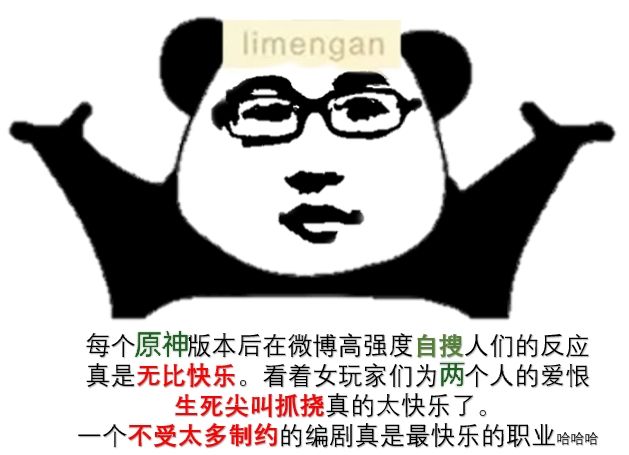 limengan
每个原神版本后在微博高强度自搜人们的反应
真是无比快乐。看着女玩家们为两个人的爱恨
生死尖叫抓挠真的太快乐了。
一个不受太多制约的编剧真是最快乐的职业哈哈哈